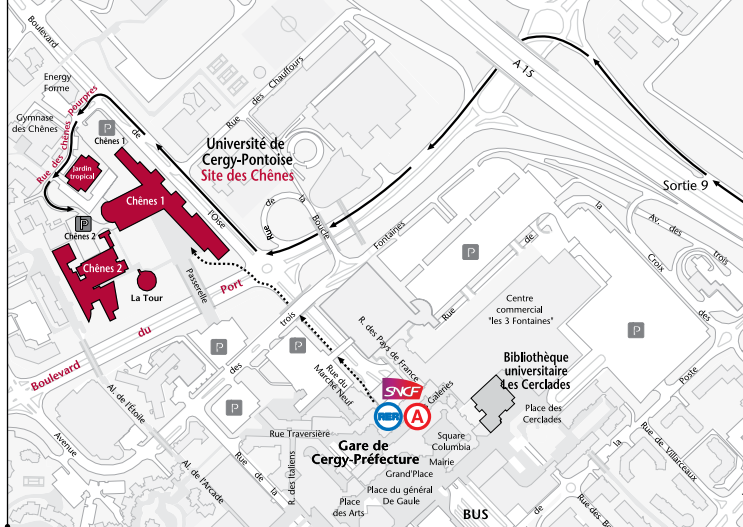 Boulevard
Energy
Forme
Gymnase
des Chênes
Rue des chênes pourpres
P
Chênes 1
de
l'Oise
Jardin
tropical
Chênes 1
P
Chênes 2
Chênes 2
La Tour
Passerelle
Université de
Cergy-Pontoise
Site des Chênes
Rue des Chauffours
A 15
Sortie 9
Rue de la Boucle
Fontaines
trois
des
Boulevard du Port
P
P
P
P
P
Rue de la Croix des
Av. des trois
Centre
commercial
"les 3 Fontaines"
R. des Pays de France
Rue du
Marché Neuf
SNCF
RER
A
Galeries
Bibliothèque
universitaire
Les Cerclades
Place des
Cerclades
Poste
la
Rue de Villarceaux
Al. de l'Étoile
Avenue
Al. de l'Arcade
Rue de la
Rue Traversière
R. des Italiens
Gare de
Cergy-Préfecture
Square
Columbia
Mairie
Grand'Place
Place du général
De Gaule
Place
des Arts
BUS
de
Rue des